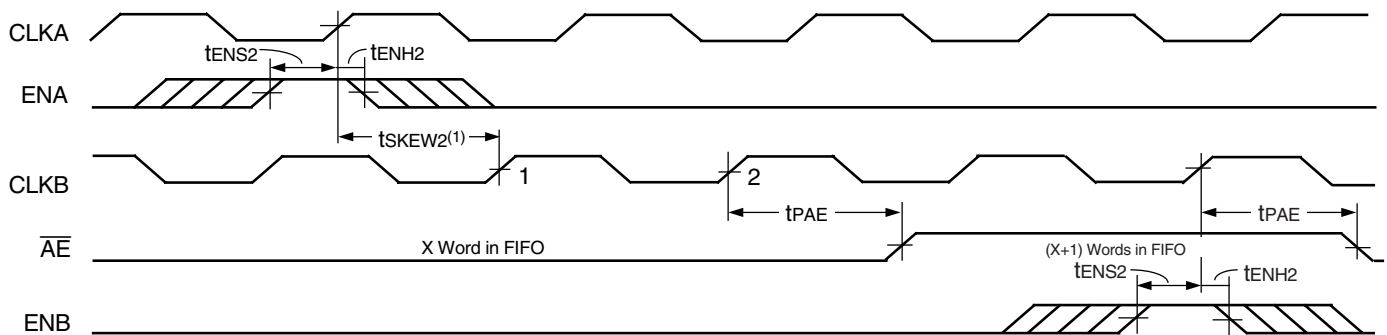 CLKA
tENS2 tENH2
ENA
tSKEW2(1)
CLKB
1 2
tPAE tPAE
AE
X Word in FIFO
(X+1) Words in FIFO
tENS2 tENH2
ENB